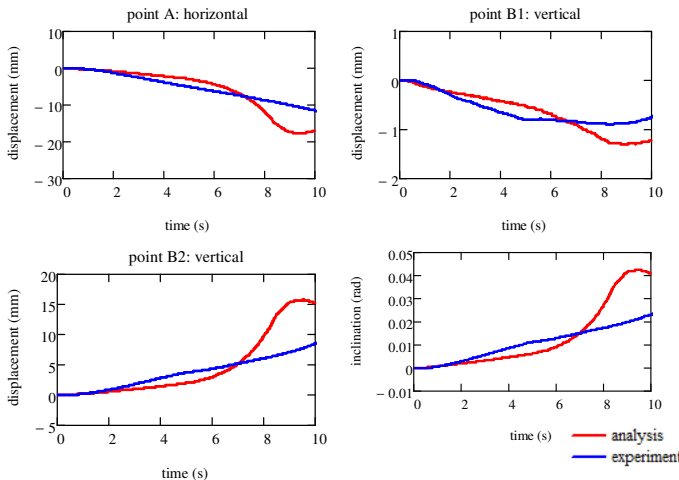 point A: horizontal
displacement (mm)
10
0
− 10
− 20
− 30
0 2 4 6 8 10
time (s)
point B1: vertical
displacement (mm)
1
0
− 1
− 2
0 2 4 6 8 10
time (s)
point B2: vertical
displacement (mm)
20
15
10
5
0
− 5
0 2 4 6 8 10
time (s)
inclination (rad)
0.05
0.04
0.03
0.02
0.01
0
− 0.01
0 2 4 6 8 10
time (s)
analysis
experiment